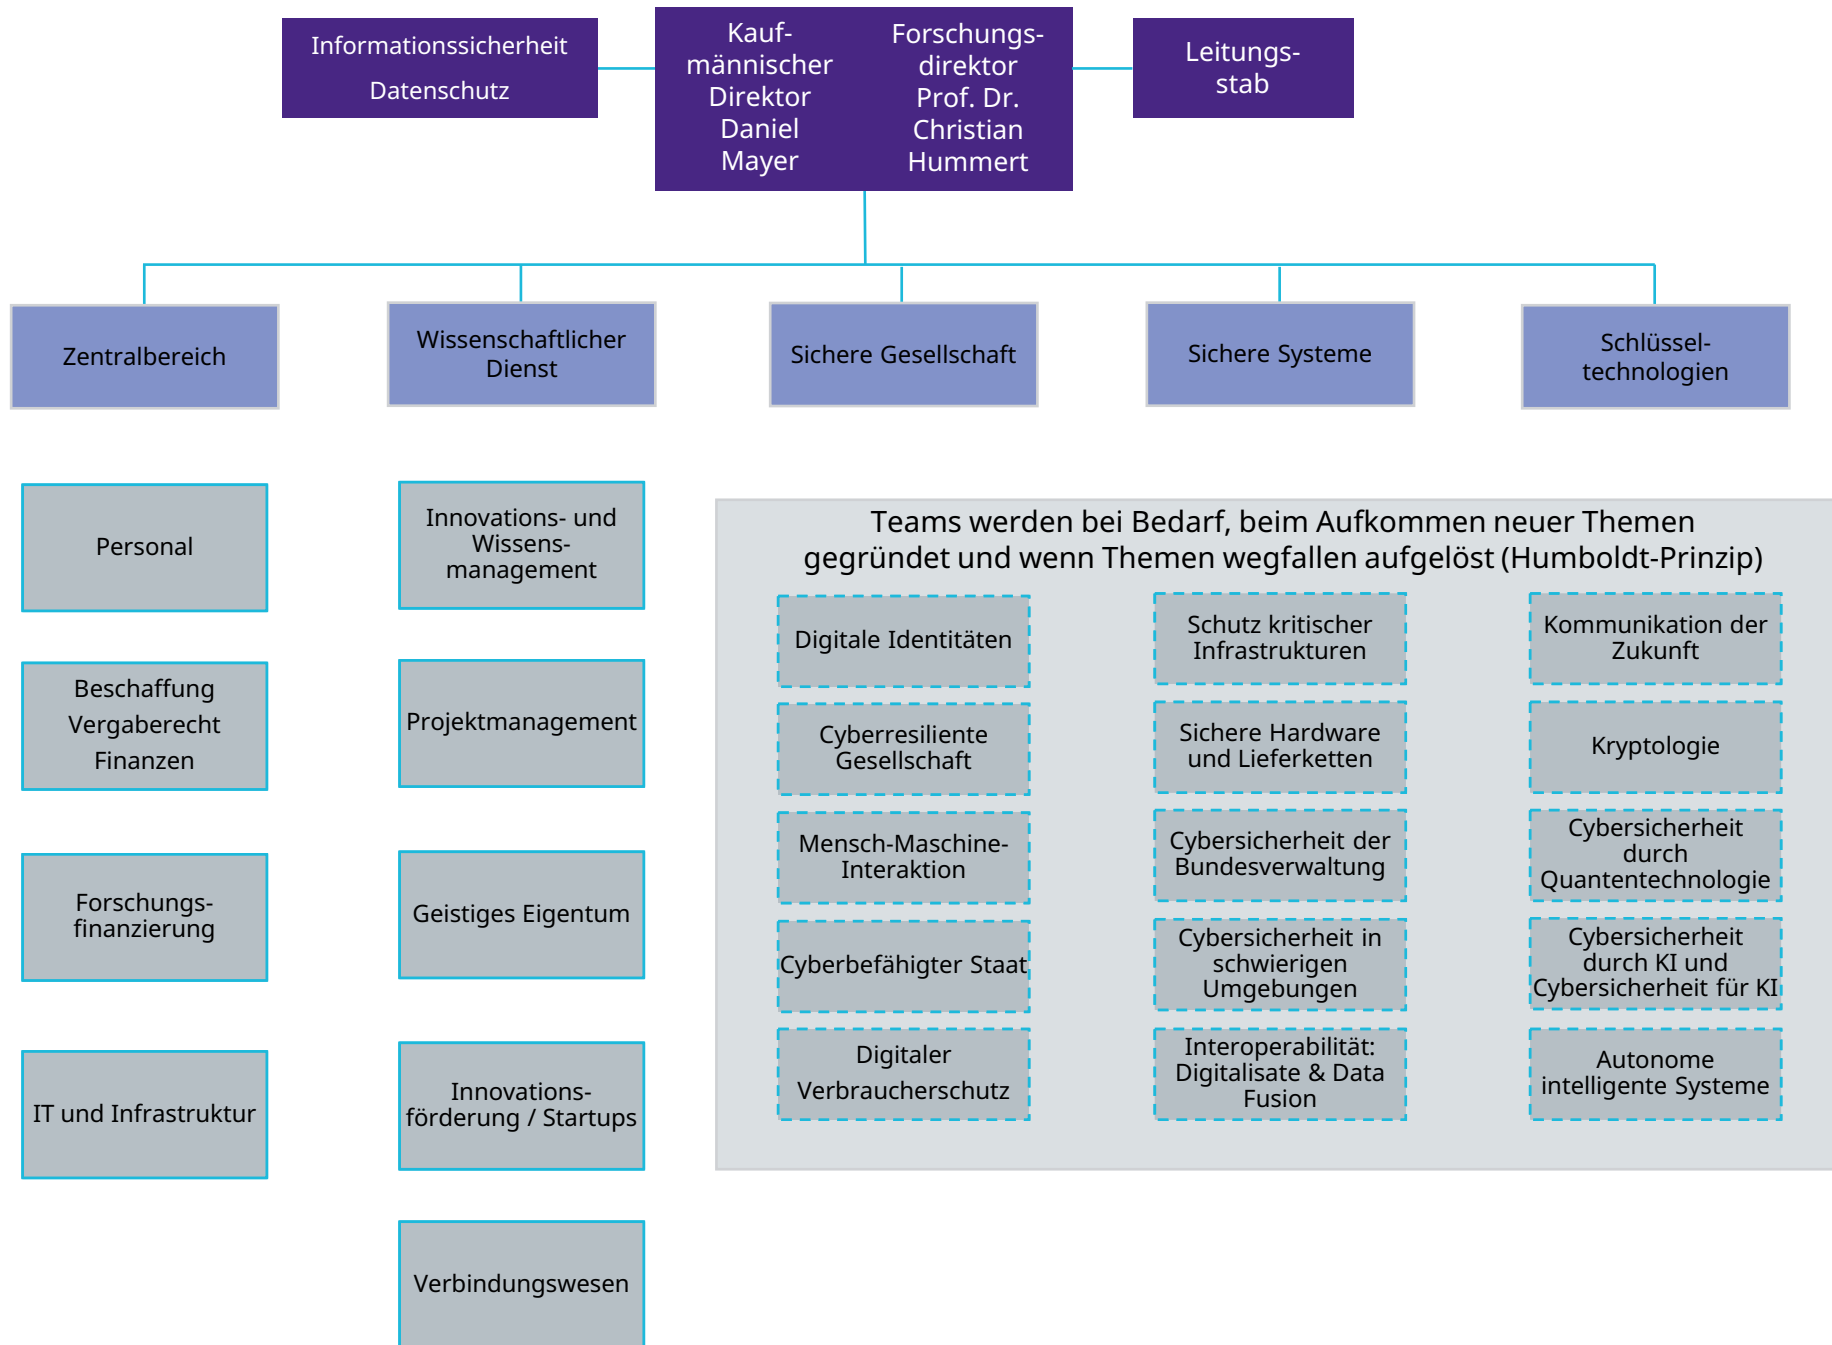 Informationssicherheit
Datenschutz
Kauf-
männischer
Direktor
Daniel
Mayer
Forschungs-
direktor
Prof. Dr.
Christian
Hummert
Leitungs-
stab
Zentralbereich
Wissenschaftlicher
Dienst
Sichere Gesellschaft
Sichere Systeme
Schlüssel-
technologien
Personal
Beschaffung
Vergaberecht
Finanzen
Forschungs-
finanzierung
IT und Infrastruktur
Innovations- und
Wissens-
management
Projektmanagement
Geistiges Eigentum
Innovations-
förderung / Startups
Verbindungswesen
Teams werden bei Bedarf, beim Aufkommen neuer Themen
gegründet und wenn Themen wegfallen aufgelöst (Humboldt-Prinzip)
Digitale Identitäten
Cyberresiliente
Gesellschaft
Mensch-Maschine-
Interaktion
Cyberbefähigter Staat
Digitaler
Verbraucherschutz
Schutz kritischer
Infrastrukturen
Sichere Hardware
und Lieferketten
Cybersicherheit der
Bundesverwaltung
Cybersicherheit in
schwierigen
Umgebungen
Interoperabilität:
Digitalisate & Data
Fusion
Kommunikation der
Zukunft
Kryptologie
Cybersicherheit
durch
Quantentechnologie
Cybersicherheit
durch KI und
Cybersicherheit für KI
Autonome
intelligente Systeme